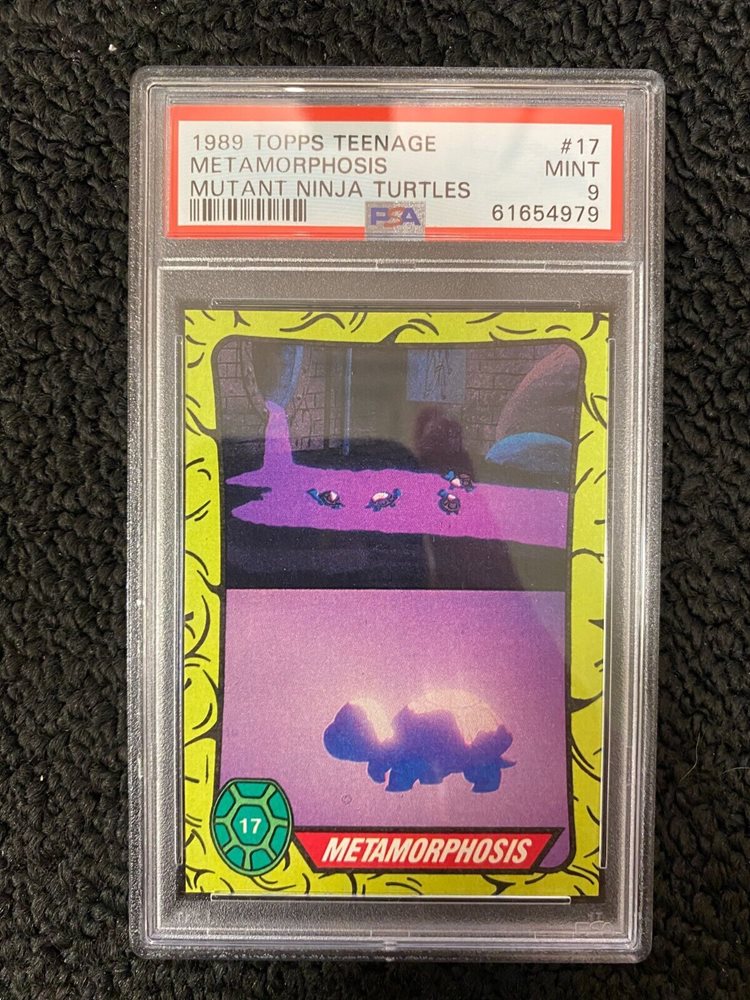 1989 TOPPS TEENAGE #17
METAMORPHOSIS MINT
MUTANT NINJA TURTLES 9
PSA 61654979
17
METAMORPHOSIS